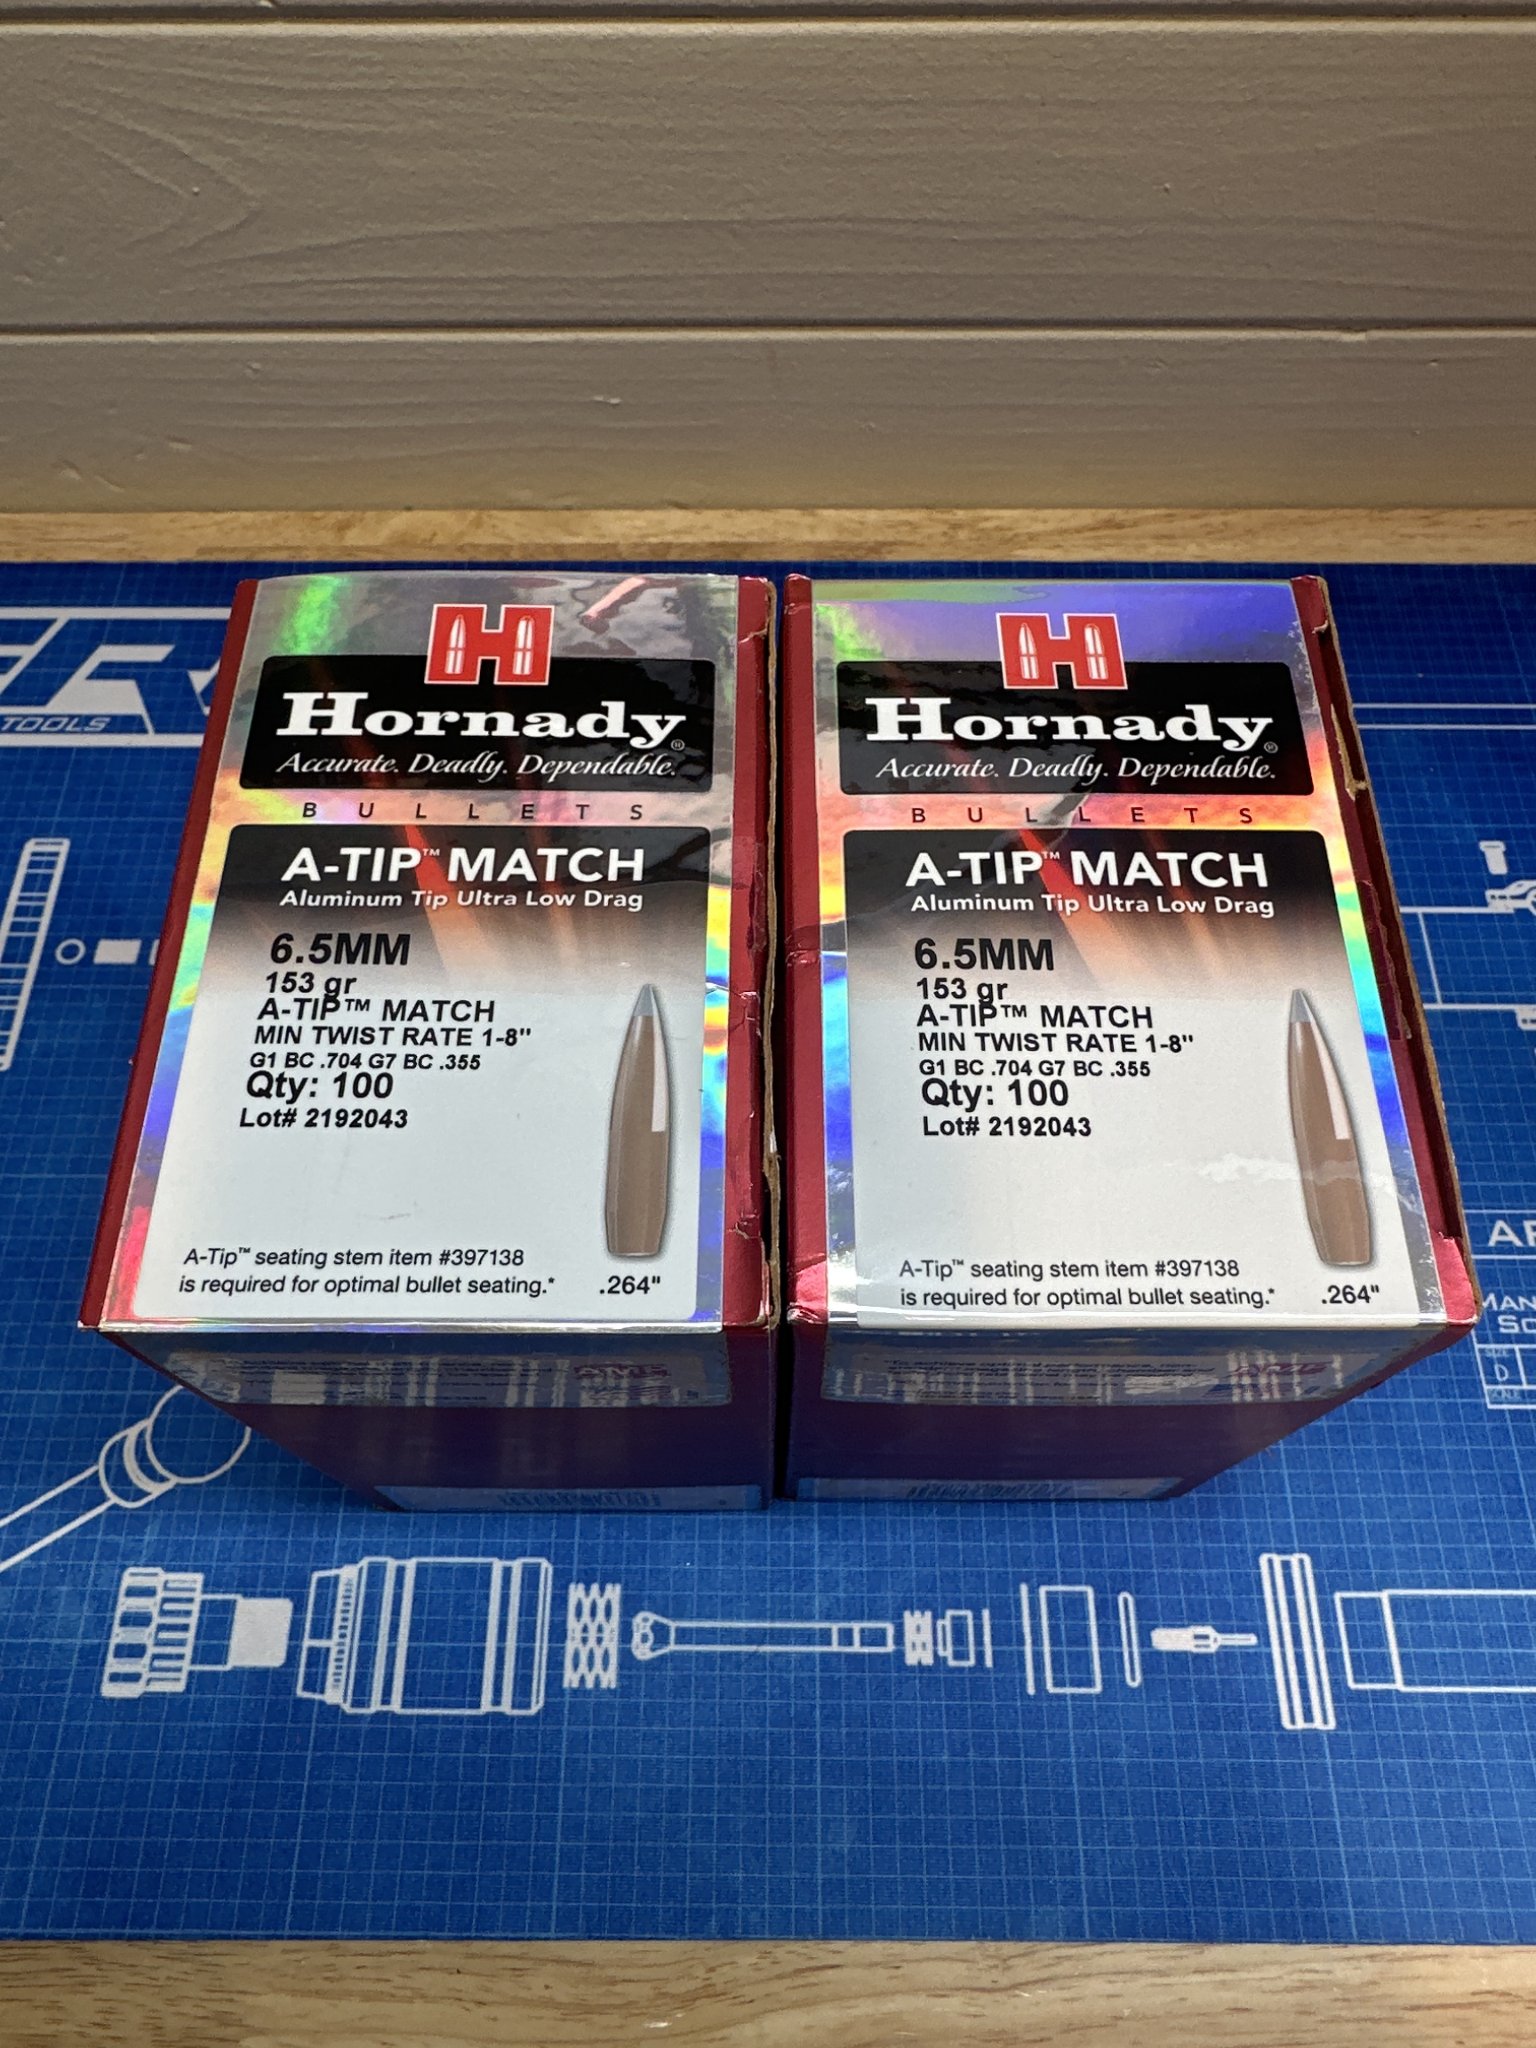 TOOLS
Hornady®
Accurate. Deadly. Dependable.
BULLETS
A-TIP™ MATCH
Aluminum Tip Ultra Low Drag
6.5MM
153 gr
A-TIP™ MATCH
MIN TWIST RATE 1-8"
G1 BC .704 G7 BC .355
Qty: 100
Lot# 2192043
A-Tip™ seating stem item #397138
is required for optimal bullet seating.*
.264"
Hornady®
Accurate. Deadly. Dependable.
BULLETS
A-TIP™ MATCH
Aluminum Tip Ultra Low Drag
6.5MM
153 gr
A-TIP™ MATCH
MIN TWIST RATE 1-8"
G1 BC .704 G7 BC .355
Qty: 100
Lot# 2192043
A-Tip™ seating stem item #397138
is required for optimal bullet seating.*
.264"
D